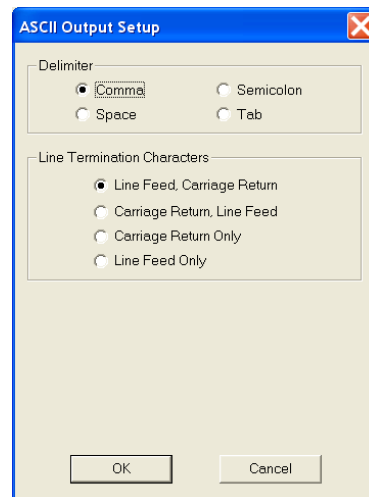 ASCII Output Setup
Delimiter
Comma
Semicolon
Space
Tab
Line Termination Characters
Line Feed, Carriage Return
Carriage Return, Line Feed
Carriage Return Only
Line Feed Only
OK
Cancel